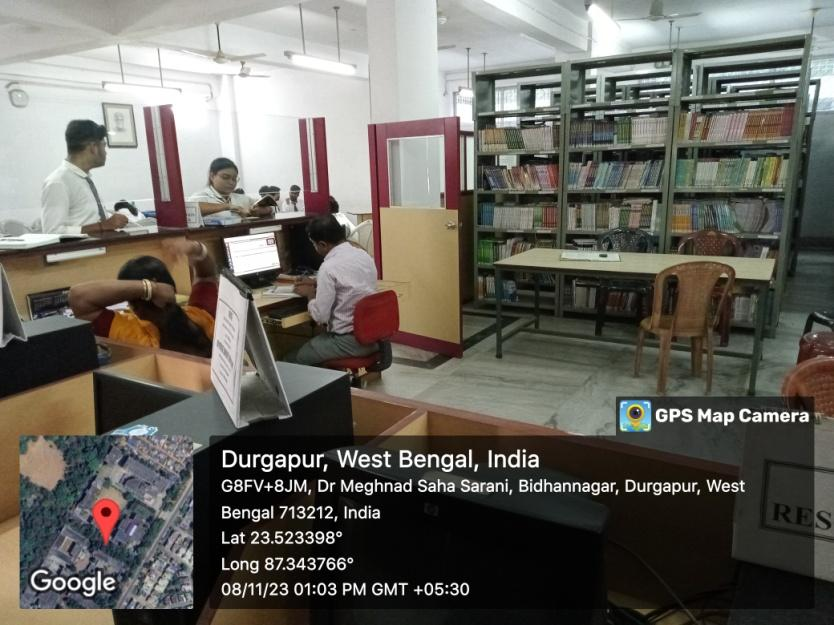 GPS Map Camera
Durgapur, West Bengal, India
G8FV+8JM, Dr Meghnad Saha Sarani, Bidhannagar, Durgapur, West
Bengal 713212, India
Lat 23.523398°
Long 87.343766°
08/11/23 01:03 PM GMT +05:30
Google
RES